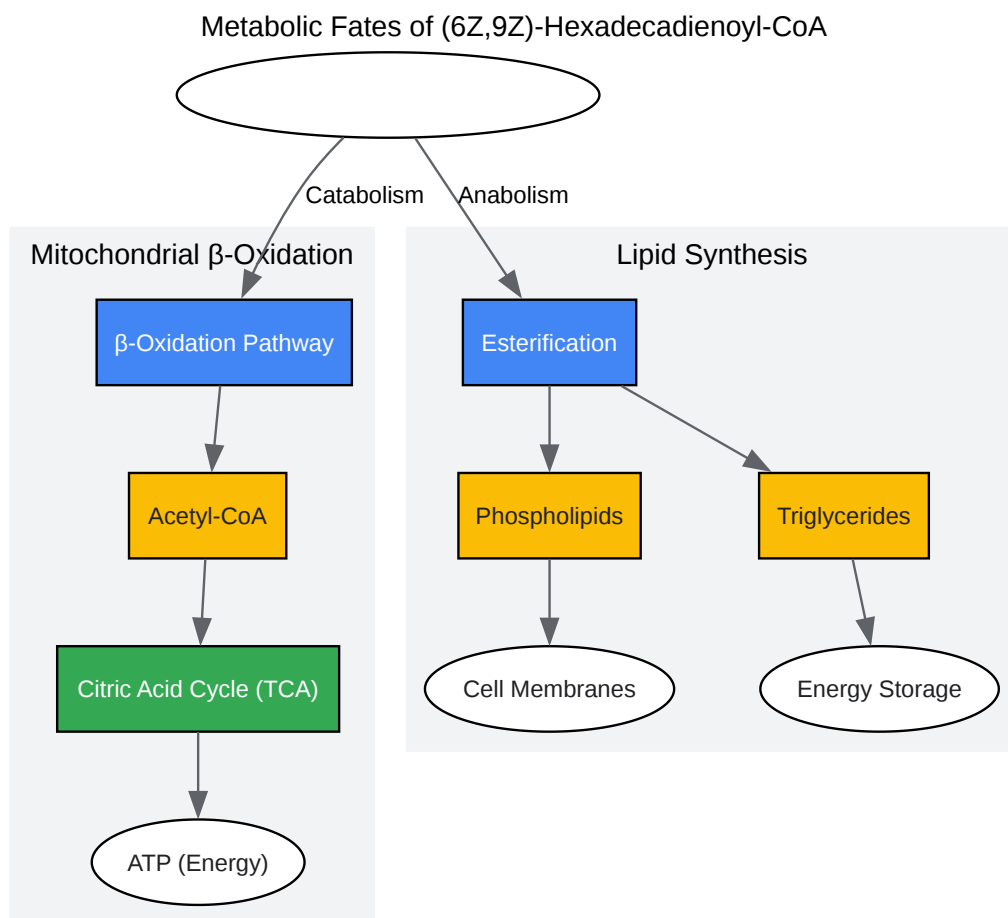 Metabolic Fates of (6Z,9Z)-Hexadecadienoyl-CoA
Catabolism
Anabolism
Mitochondrial β-Oxidation
β-Oxidation Pathway
Acetyl-CoA
Citric Acid Cycle (TCA)
ATP (Energy)
Lipid Synthesis
Esterification
Phospholipids
Triglycerides
Cell Membranes
Energy Storage